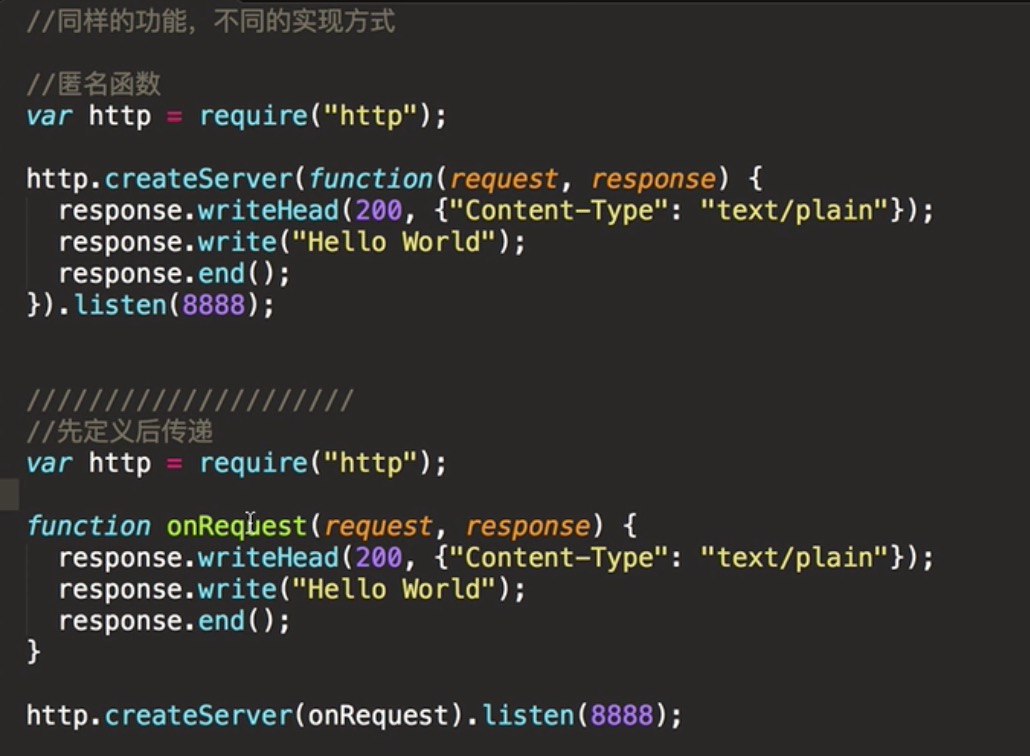 //同样的功能，不同的实现方式
//匿名函数
var http = require("http");
http.createServer(function(request, response) {
response.writeHead(200, {"Content-Type": "text/plain"});
response.write("Hello World");
response.end();
}).listen(8888);
/////////////////////
//先定义后传递
var http = require("http");
function onRequest(request, response) {
response.writeHead(200, {"Content-Type": "text/plain"});
response.write("Hello World");
response.end();
}
http.createServer(onRequest).listen(8888);